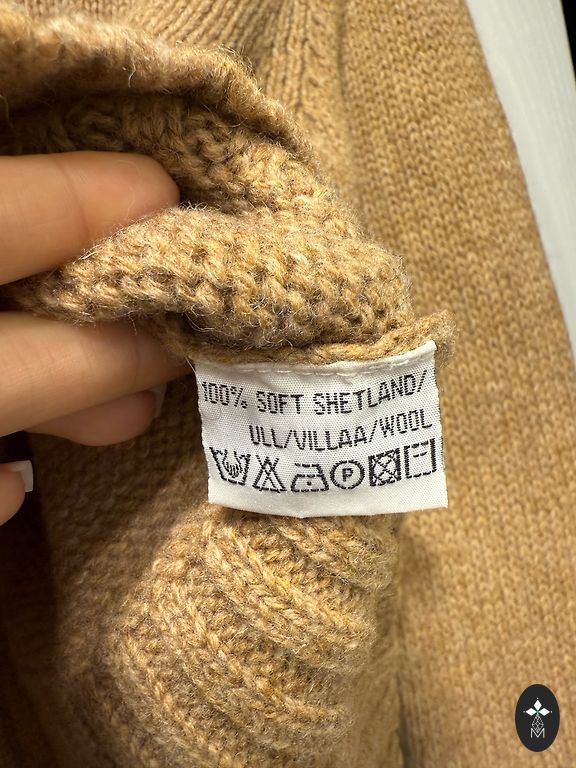 100% SOFT SHETLAND/
ULL/VILLAA/WOOL
P
M